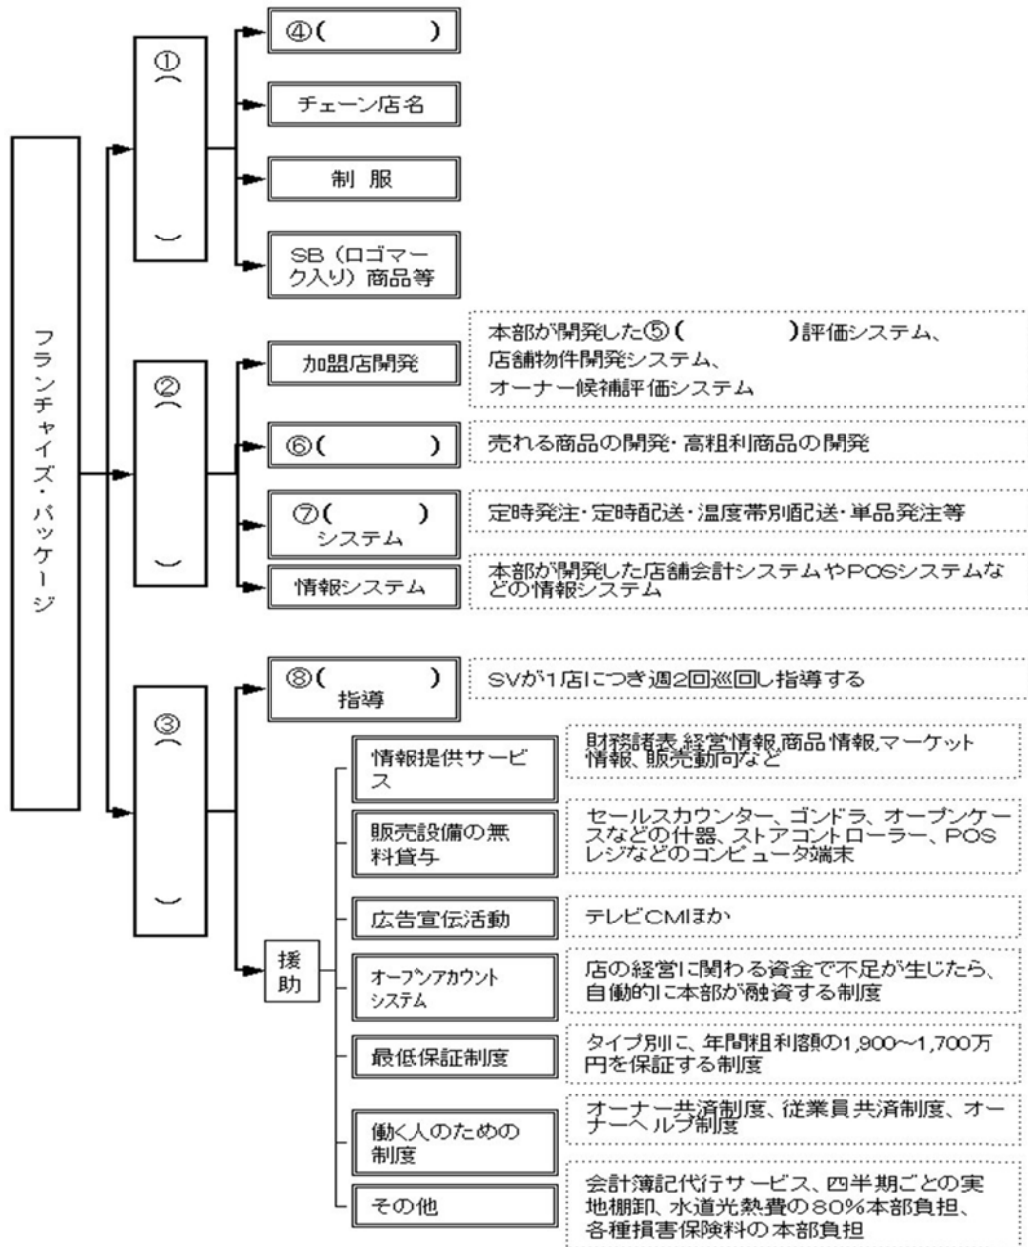 フランチャイズ・パッケージ
①( )
④( )
チェーン店名
制 服
SB（ロゴマー
ク入り）商品等
②( )
加盟店開発
本部が開発した⑤( )評価システム、
店舗物件開発システム、
オーナー候補評価システム
⑥( )
売れる商品の開発・高粗利商品の開発
⑦( )
システム
定時発注・定時配送・温度帯別配送・単品発注等
情報システム
本部が開発した店舗会計システムやPOSシステムな
どの情報システム
③( )
⑧( )
指導
SVが1店につき週2回巡回し指導する
援助
情報提供サービ
ス
財務諸表,経営情報,商品情報,マーケット
情報、販売動向など
販売設備の無
料貸与
セールスカウンター、ゴンドラ、オープンケー
スなどの什器、ストアコントローラー、POS
レジなどのコンピュータ端末
広告宣伝活動
テレビCMほか
オープンアカウント
システム
店の経営に関わる資金で不足が生じたら、
自動的に本部が融資する制度
最低保証制度
タイプ別に、年間粗利額の1,900～1,700万
円を保証する制度
働く人のための
制度
オーナー共済制度、従業員共済制度、オー
ナーヘルプ制度
その他
会計簿記代行サービス、四半期ごとの実
地棚卸、水道光熱費の80%本部負担、
各種損害保険料の本部負担